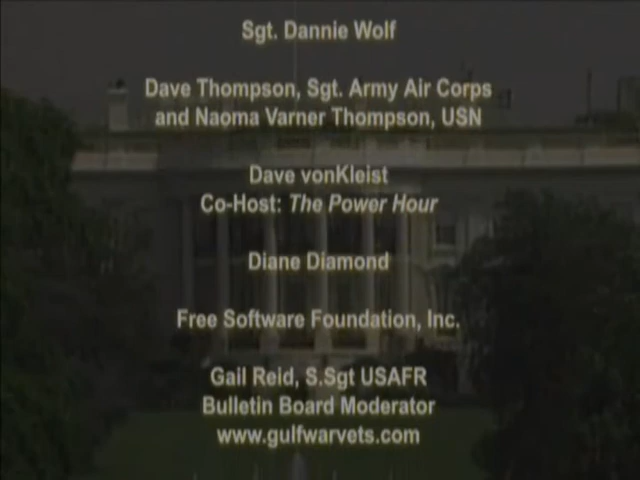 Sgt. Dannie Wolf
Dave Thompson, Sgt. Army Air Corps
and Naoma Varner Thompson, USN
Dave vonKleist
Co-Host: The Power Hour
Diane Diamond
Free Software Foundation, Inc.
Gail Reid, S.Sgt USAFR
Bulletin Board Moderator
www.gulfwarvets.com